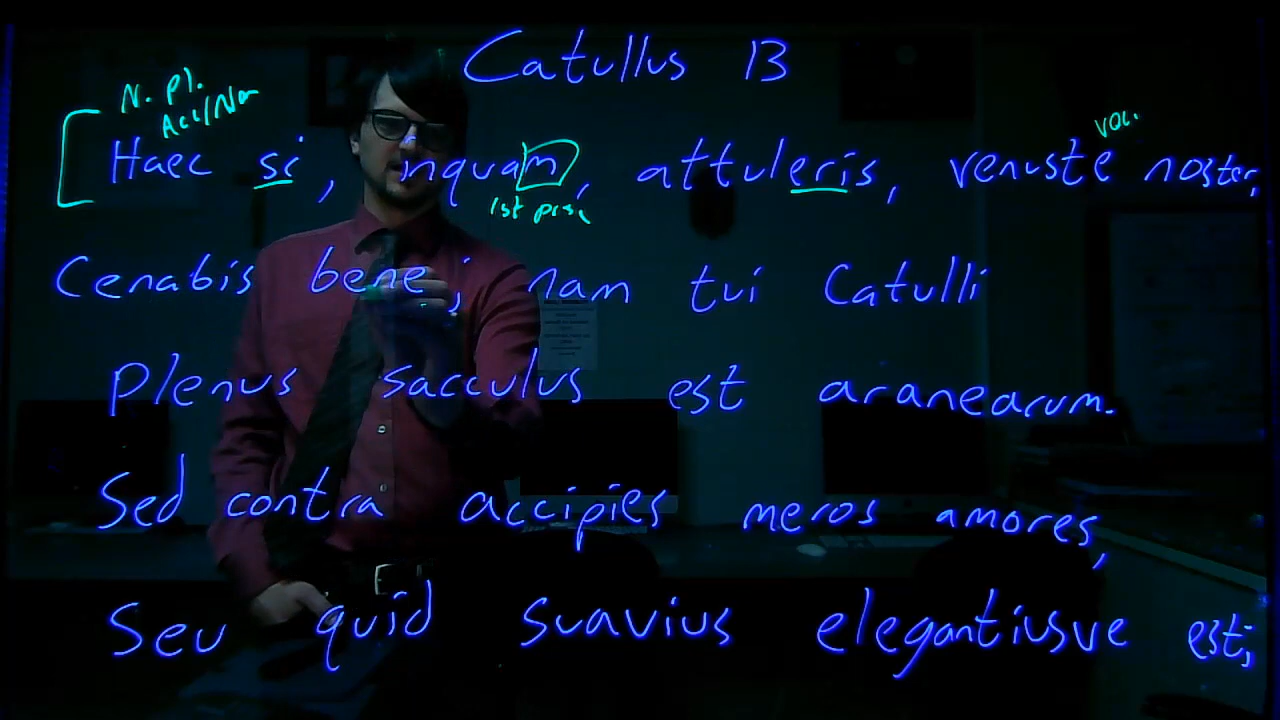 Catullus 13
N. Pl.
Acc/Nom
voc.
Haec si, inquam, attuleris, venuste noster,
1st pers
Cenabis bene; nam tui Catulli
Plenus sacculus est aranearum.
Sed contra accipies meros amores,
Seu quid suavius elegantiusve est;